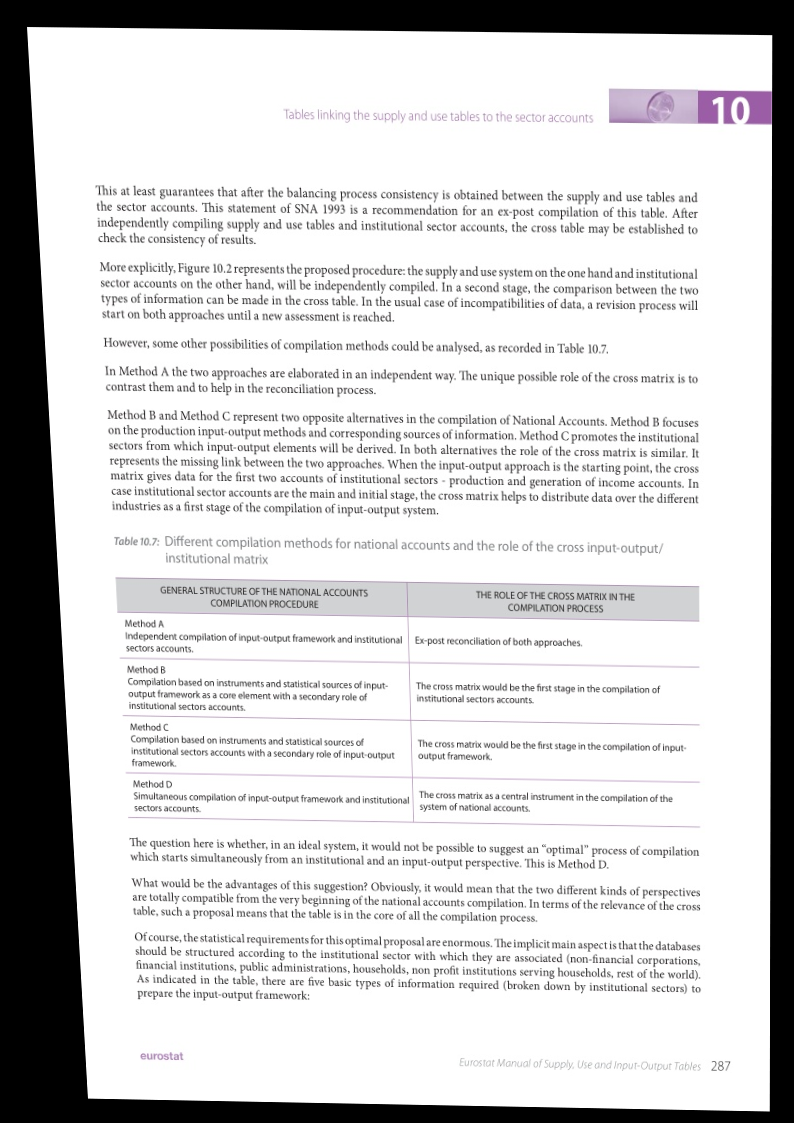 Tables linking the supply and use tables to the sector accounts
10
This at least guarantees that after the balancing process consistency is obtained between the supply and use tables and
the sector accounts. This statement of SNA 1993 is a recommendation for an ex-post compilation of this table. After
independently compiling supply and use tables and institutional sector accounts, the cross table may be established to
check the consistency of results.
More explicitly, Figure 10.2 represents the proposed procedure: the supply and use system on the one hand and institutional
sector accounts on the other hand, will be independently compiled. In a second stage, the comparison between the two
types of information can be made in the cross table. In the usual case of incompatibilities of data, a revision process will
start on both approaches until a new assessment is reached.
However, some other possibilities of compilation methods could be analysed, as recorded in Table 10.7.
In Method A the two approaches are elaborated in an independent way. The unique possible role of the cross matrix is to
contrast them and to help in the reconciliation process.
Method B and Method C represent two opposite alternatives in the compilation of National Accounts. Method B focuses
on the production input-output methods and corresponding sources of information. Method C promotes the institutional
sectors from which input-output elements will be derived. In both alternatives the role of the cross matrix is similar. It
represents the missing link between the two approaches. When the input-output approach is the starting point, the cross
matrix gives data for the first two accounts of institutional sectors - production and generation of income accounts. In
case institutional sector accounts are the main and initial stage, the cross matrix helps to distribute data over the different
industries as a first stage of the compilation of input-output system.
Table 10.7: Different compilation methods for national accounts and the role of the cross input-output/
institutional matrix
GENERAL STRUCTURE OF THE NATIONAL ACCOUNTS
COMPILATION PROCEDURE
THE ROLE OF THE CROSS MATRIX IN THE
COMPILATION PROCESS
Method A
Independent compilation of input-output framework and institutional
sectors accounts.
Ex-post reconciliation of both approaches.
Method B
Compilation based on instruments and statistical sources of input-
output framework as a core element with a secondary role of
institutional sectors accounts.
The cross matrix would be the first stage in the compilation of
institutional sectors accounts.
Method C
Compilation based on instruments and statistical sources of
institutional sectors accounts with a secondary role of input-output
framework.
The cross matrix would be the first stage in the compilation of input-
output framework.
Method D
Simultaneous compilation of input-output framework and institutional
sectors accounts.
The cross matrix as a central instrument in the compilation of the
system of national accounts.
The question here is whether, in an ideal system, it would not be possible to suggest an “optimal” process of compilation
which starts simultaneously from an institutional and an input-output perspective. This is Method D.
What would be the advantages of this suggestion? Obviously, it would mean that the two different kinds of perspectives
are totally compatible from the very beginning of the national accounts compilation. In terms of the relevance of the cross
table, such a proposal means that the table is in the core of all the compilation process.
Of course, the statistical requirements for this optimal proposal are enormous. The implicit main aspect is that the databases
should be structured according to the institutional sector with which they are associated (non-financial corporations,
financial institutions, public administrations, households, non profit institutions serving households, rest of the world).
As indicated in the table, there are five basic types of information required (broken down by institutional sectors) to
prepare the input-output framework:
eurostat
Eurostat Manual of Supply, Use and Input-Output Tables 287